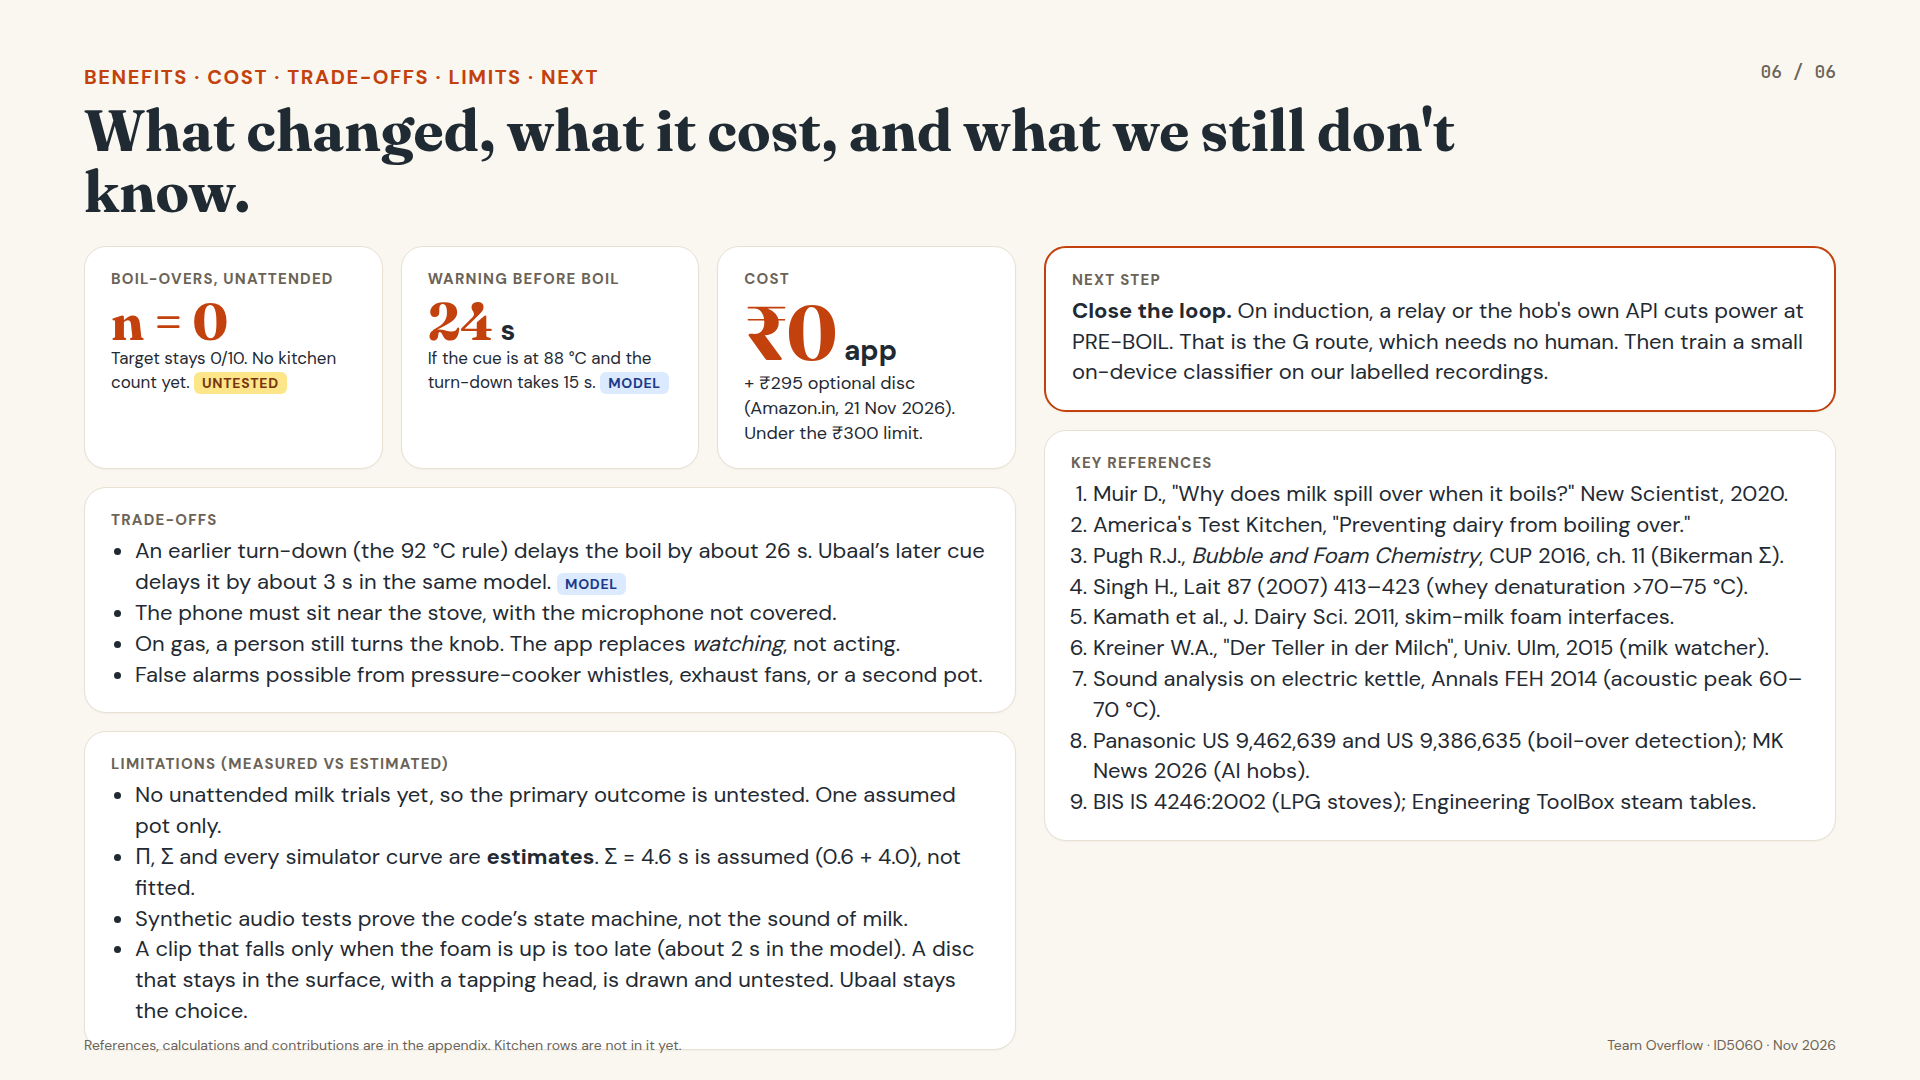 BENEFITS · COST · TRADE-OFFS · LIMITS · NEXT
06 / 06
What changed, what it cost, and what we still don't
know.
BOIL-OVERS, UNATTENDED
n = 0
Target stays 0/10. No kitchen
count yet. UNTESTED
WARNING BEFORE BOIL
24 s
If the cue is at 88 °C and the
turn-down takes 15 s. MODEL
COST
₹0 app
+ ₹295 optional disc
(Amazon.in, 21 Nov 2026).
Under the ₹300 limit.
TRADE-OFFS
• An earlier turn-down (the 92 °C rule) delays the boil by about 26 s. Ubaal’s later cue
delays it by about 3 s in the same model. MODEL
• The phone must sit near the stove, with the microphone not covered.
• On gas, a person still turns the knob. The app replaces watching, not acting.
• False alarms possible from pressure-cooker whistles, exhaust fans, or a second pot.
LIMITATIONS (MEASURED VS ESTIMATED)
• No unattended milk trials yet, so the primary outcome is untested. One assumed
pot only.
• Π, Σ and every simulator curve are estimates. Σ = 4.6 s is assumed (0.6 + 4.0), not
fitted.
• Synthetic audio tests prove the code’s state machine, not the sound of milk.
• A clip that falls only when the foam is up is too late (about 2 s in the model). A disc
that stays in the surface, with a tapping head, is drawn and untested. Ubaal stays
the choice.
NEXT STEP
Close the loop. On induction, a relay or the hob's own API cuts power at
PRE-BOIL. That is the G route, which needs no human. Then train a small
on-device classifier on our labelled recordings.
KEY REFERENCES
1. Muir D., "Why does milk spill over when it boils?" New Scientist, 2020.
2. America's Test Kitchen, "Preventing dairy from boiling over."
3. Pugh R.J., Bubble and Foam Chemistry, CUP 2016, ch. 11 (Bikerman Σ).
4. Singh H., Lait 87 (2007) 413–423 (whey denaturation >70–75 °C).
5. Kamath et al., J. Dairy Sci. 2011, skim-milk foam interfaces.
6. Kreiner W.A., "Der Teller in der Milch", Univ. Ulm, 2015 (milk watcher).
7. Sound analysis on electric kettle, Annals FEH 2014 (acoustic peak 60–
70 °C).
8. Panasonic US 9,462,639 and US 9,386,635 (boil-over detection); MK
News 2026 (AI hobs).
9. BIS IS 4246:2002 (LPG stoves); Engineering ToolBox steam tables.
References, calculations and contributions are in the appendix. Kitchen rows are not in it yet.
Team Overflow · ID5060 · Nov 2026